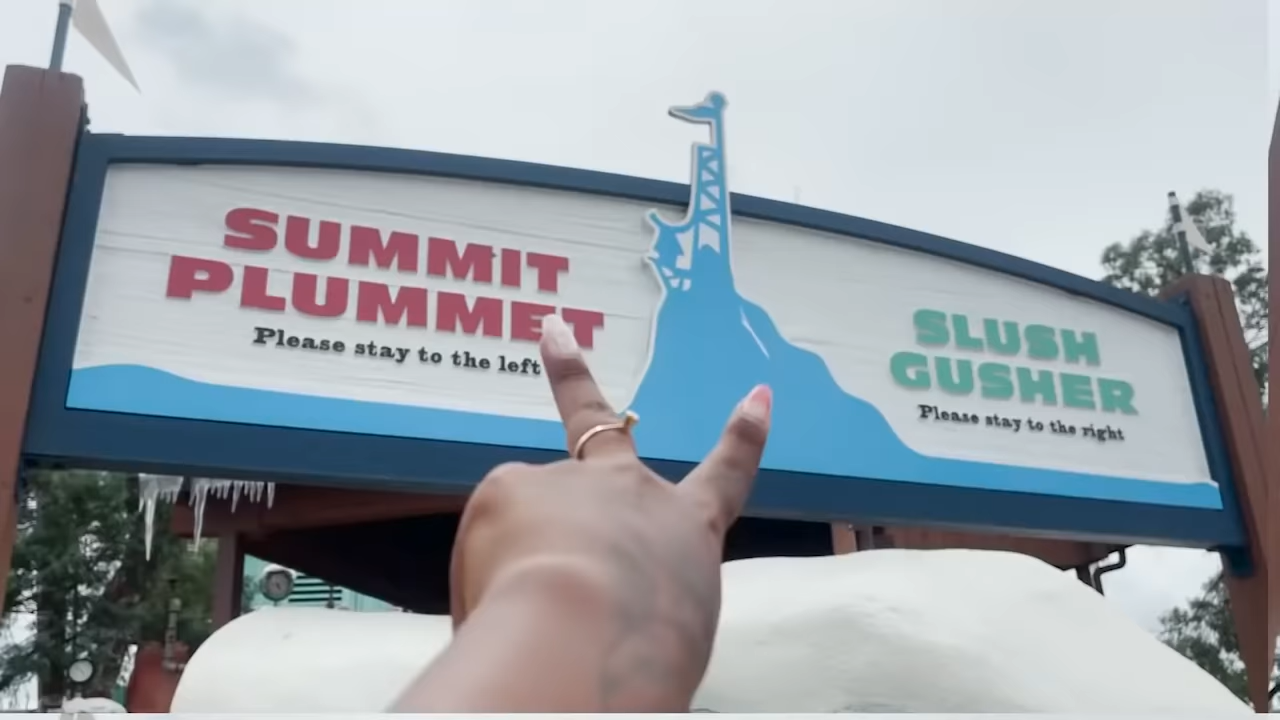 SUMMIT
PLUMMET
Please stay to the left
SLUSH
GUSHER
Please stay to the right